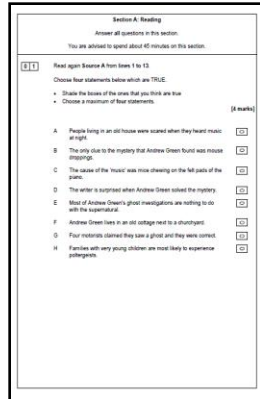 Section A: Reading
Answer all questions in this section.
You are advised to spend about 45 minutes on this section.
0 1 Read again Source A from lines 1 to 13.
Choose four statements below which are TRUE.
• Shade the boxes of the ones that you think are true
• Choose a maximum of four statements.
[4 marks]
A People living in an old house were scared when they heard music
at night.
B The only clue to the mystery that Andrew Green found was mouse
droppings.
C The cause of the 'music' was mice chewing on the felt pads of the
piano.
D The writer is surprised when Andrew Green solved the mystery.
E Most of Andrew Green's ghost investigations are nothing to do
with the supernatural.
F Andrew Green lives in an old cottage next to a churchyard.
G Four motorists claimed they saw a ghost and they were correct.
H Families with very young children are most likely to experience
poltergeists.